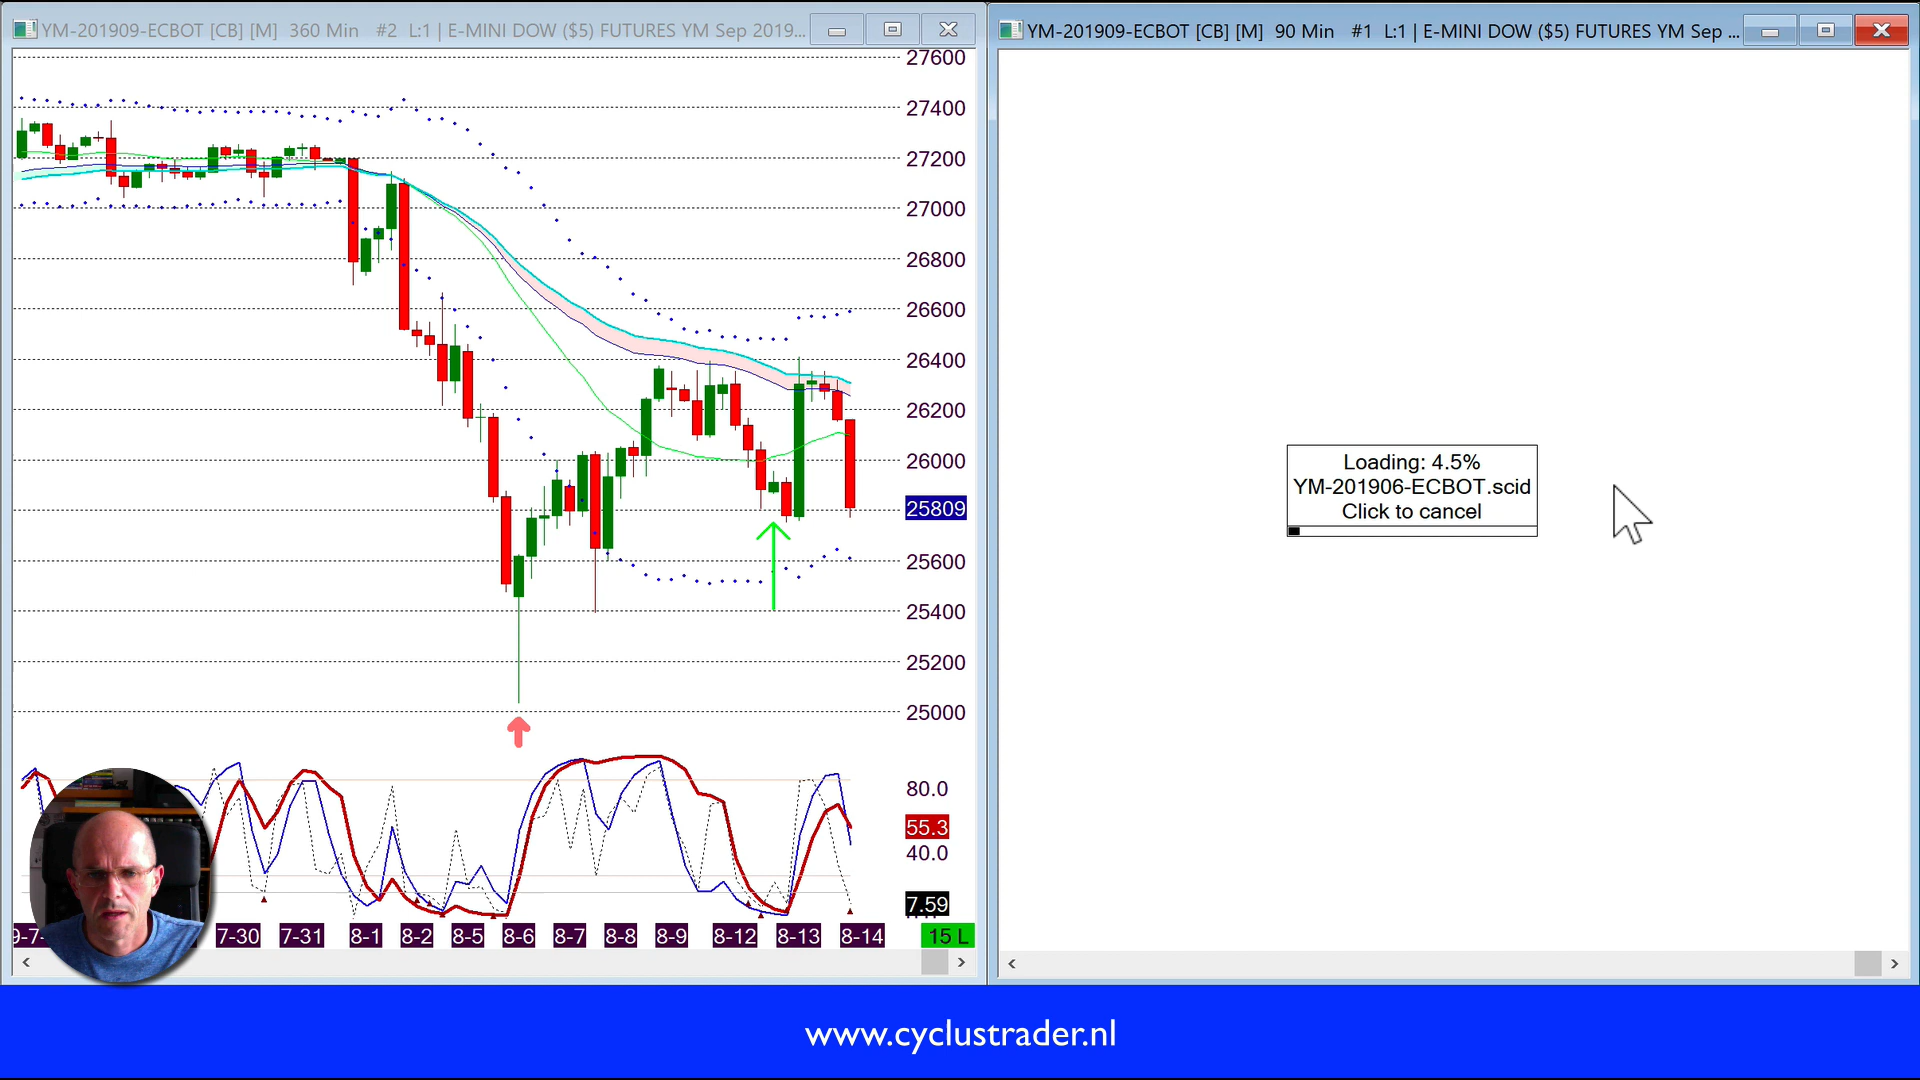 YM-201909-ECBOT [CB] [M] 360 Min #2 L:1 | E-MINI DOW ($5) FUTURES YM Sep 2019...
27600
27400
27200
27000
26800
26600
26400
26200
26000
25809
25600
25400
25200
25000
80.0
55.3
40.0
7.59
7-30 7-31 8-1 8-2 8-5 8-6 8-7 8-8 8-9 8-12 8-13 8-14 15 L
YM-201909-ECBOT [CB] [M] 90 Min #1 L:1 | E-MINI DOW ($5) FUTURES YM Sep ...
Loading: 4.5%
YM-201906-ECBOT.scid
Click to cancel
www.cyclustrader.nl